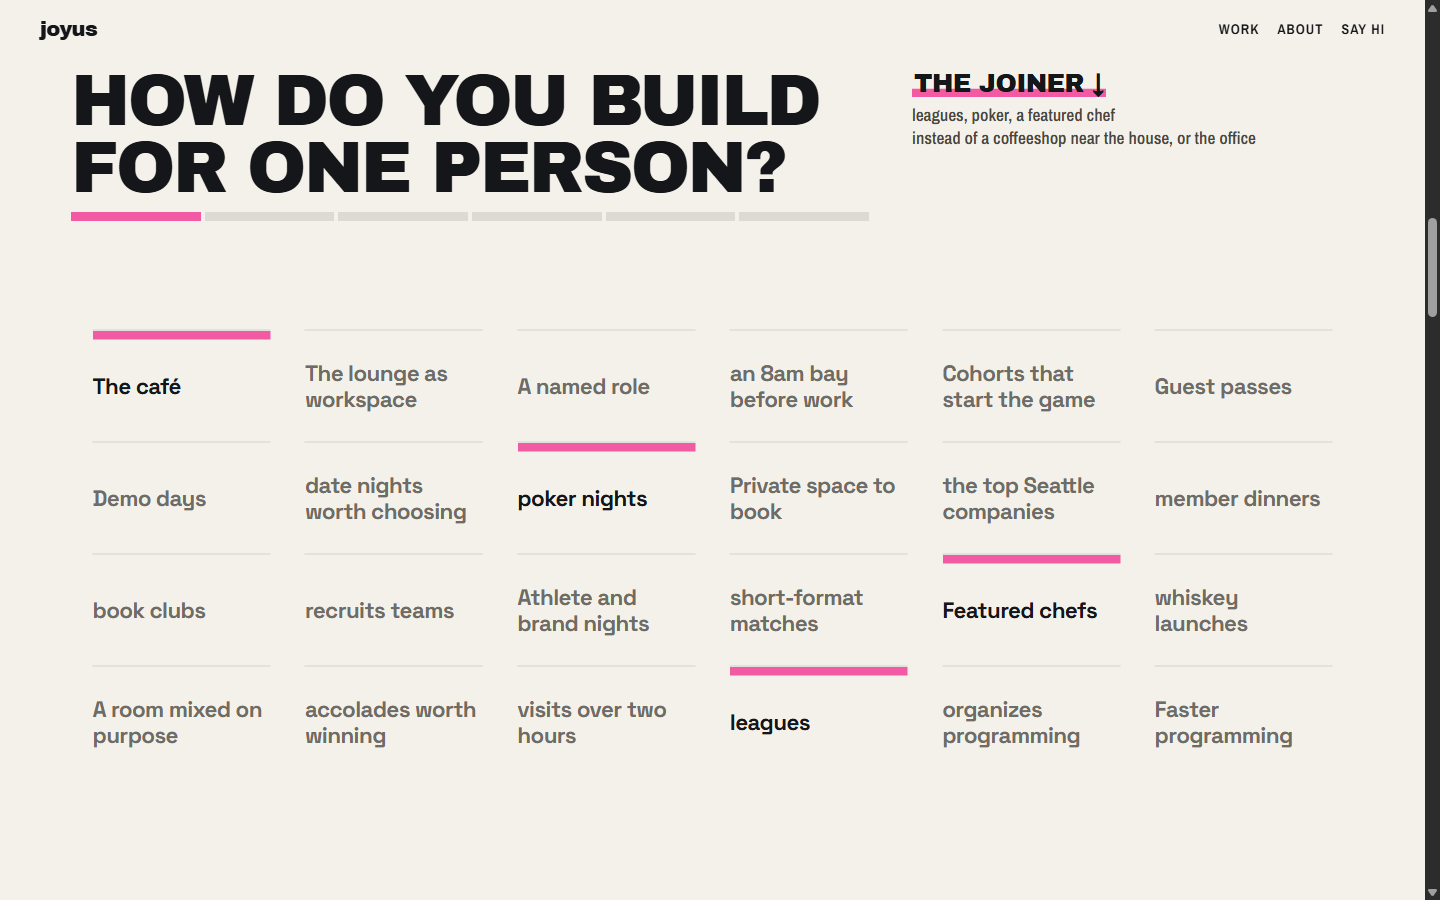 joyus
WORK ABOUT SAY HI
HOW DO YOU BUILD
FOR ONE PERSON?
THE JOINER ↓
leagues, poker, a featured chef
instead of a coffeeshop near the house, or the office
The café
The lounge as
workspace
A named role
an 8am bay
before work
Cohorts that
start the game
Guest passes
Demo days
date nights
worth choosing
poker nights
Private space to
book
the top Seattle
companies
member dinners
book clubs
recruits teams
Athlete and
brand nights
short-format
matches
Featured chefs
whiskey
launches
A room mixed on
purpose
accolades worth
winning
visits over two
hours
leagues
organizes
programming
Faster
programming